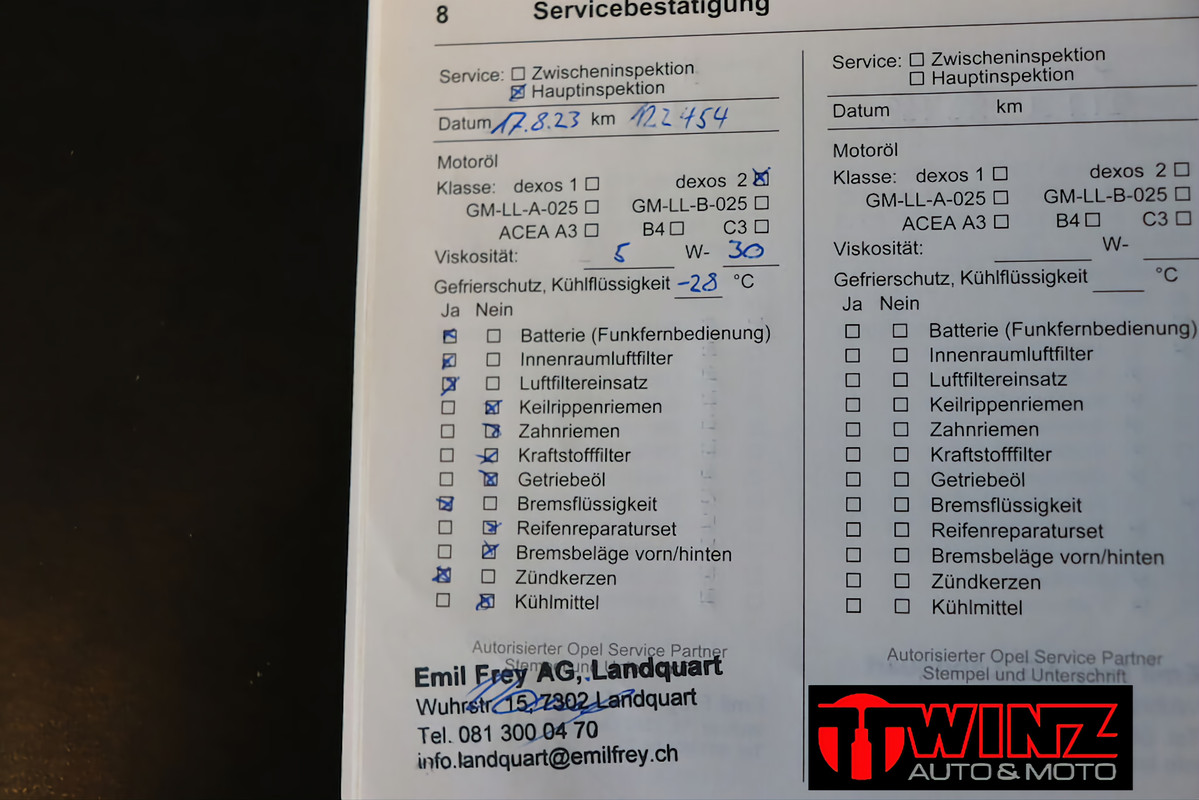 8 Servicebestätigung
Service: ☐ Zwischeninspektion
☒ Hauptinspektion
Datum 17.8.23 km 122454
Motoröl
Klasse: dexos 1 ☐ dexos 2 ☒
GM-LL-A-025 ☐ GM-LL-B-025 ☐
ACEA A3 ☐ B4 ☐ C3 ☐
Viskosität: 5 W- 30
Gefrierschutz, Kühlflüssigkeit -28 °C
Ja Nein
☒ ☐ Batterie (Funkfernbedienung)
☒ ☐ Innenraumluftfilter
☒ ☐ Luftfiltereinsatz
☐ ☒ Keilrippenriemen
☐ ☒ Zahnriemen
☐ ☒ Kraftstofffilter
☐ ☒ Getriebeöl
☒ ☐ Bremsflüssigkeit
☐ ☒ Reifenreparaturset
☐ ☒ Bremsbeläge vorn/hinten
☒ ☐ Zündkerzen
☐ ☒ Kühlmittel
Autorisierter Opel Service Partner
Stempel und
Emil Frey AG, Landquart
Wuhrstr. 15, 7302 Landquart
Tel. 081 300 04 70
info.landquart@emilfrey.ch
Service: ☐ Zwischeninspektion
☐ Hauptinspektion
Datum km
Motoröl
Klasse: dexos 1 ☐ dexos 2 ☐
GM-LL-A-025 ☐ GM-LL-B-025 ☐
ACEA A3 ☐ B4 ☐ C3 ☐
Viskosität: W-
Gefrierschutz, Kühlflüssigkeit °C
Ja Nein
☐ ☐ Batterie (Funkfernbedienung)
☐ ☐ Innenraumluftfilter
☐ ☐ Luftfiltereinsatz
☐ ☐ Keilrippenriemen
☐ ☐ Zahnriemen
☐ ☐ Kraftstofffilter
☐ ☐ Getriebeöl
☐ ☐ Bremsflüssigkeit
☐ ☐ Reifenreparaturset
☐ ☐ Bremsbeläge vorn/hinten
☐ ☐ Zündkerzen
☐ ☐ Kühlmittel
Autorisierter Opel Service Partner
Stempel und Unterschrift
TWINZ
AUTO & MOTO